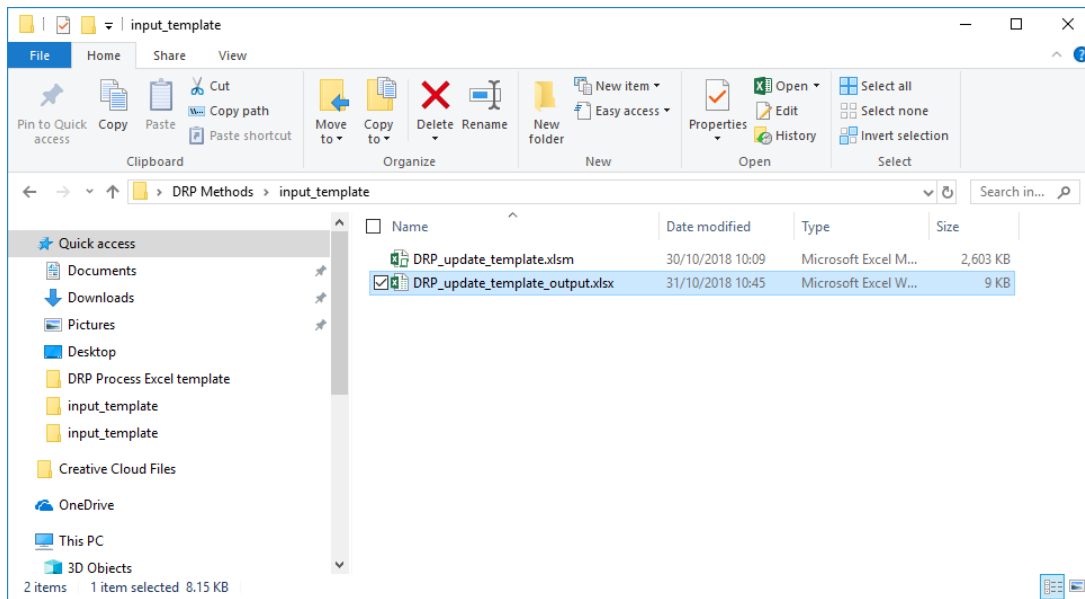 input_template
File Home Share View
Pin to Quick access
Copy
Paste
Cut
Copy path
Paste shortcut
Clipboard
Move to
Copy to
Delete
Rename
Organize
New folder
New item
Easy access
New
Properties
Open
Edit
History
Open
Select all
Select none
Invert selection
Select
DRP Methods > input_template
Search in...
Quick access
Documents
Downloads
Pictures
Desktop
DRP Process Excel template
input_template
input_template
Creative Cloud Files
OneDrive
This PC
3D Objects
Name Date modified Type Size
DRP_update_template.xlsm 30/10/2018 10:09 Microsoft Excel M... 2,603 KB
DRP_update_template_output.xlsx 31/10/2018 10:45 Microsoft Excel W... 9 KB
2 items 1 item selected 8.15 KB